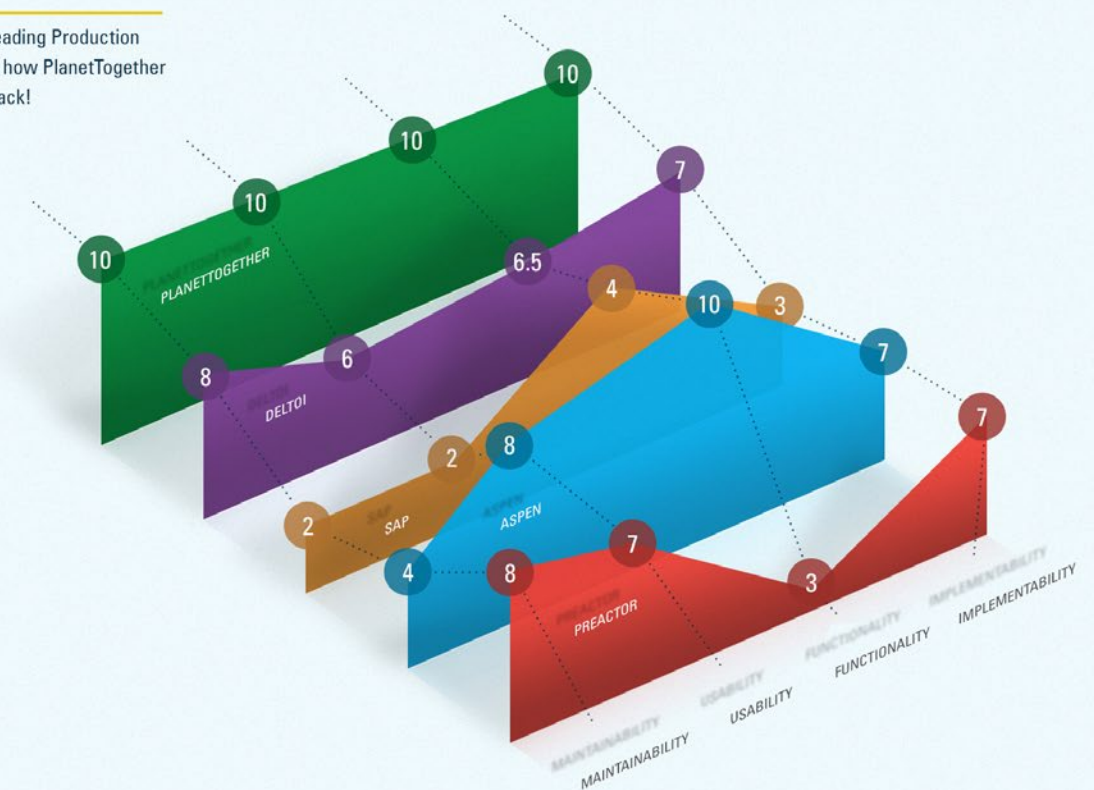 eading Production
how PlanetTogether
ack!
10
10
10
10
PLANETTOGETHER
7
6.5
6
8
DELTOI
4
3
2
2
SAP
10
7
8
4
ASPEN
7
3
7
8
PREACTOR
IMPLEMENTABILITY
FUNCTIONALITY
USABILITY
MAINTAINABILITY